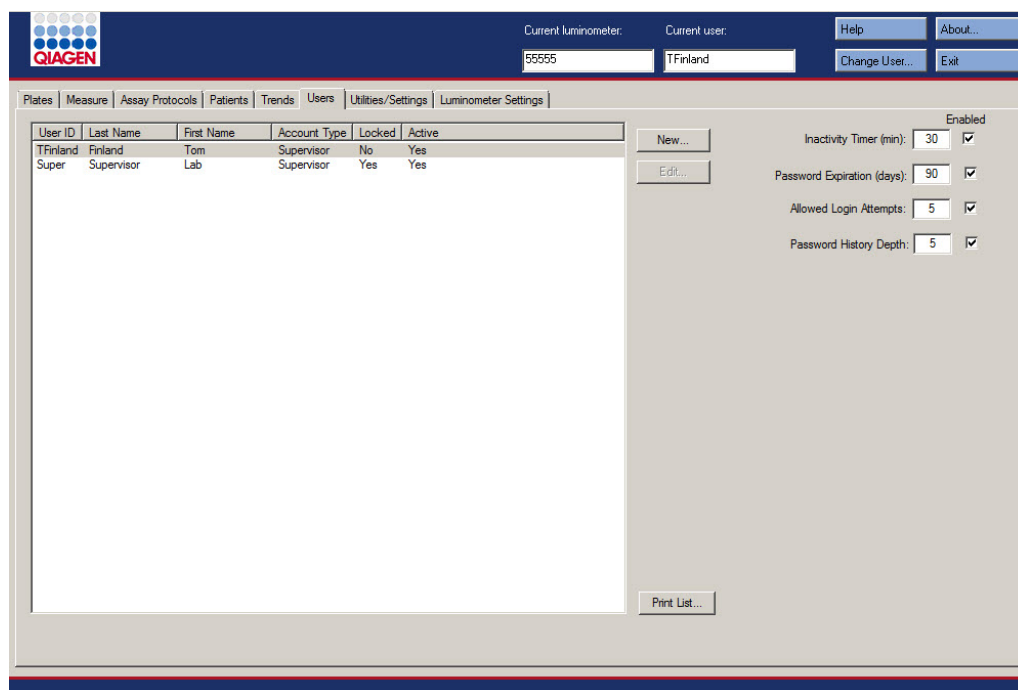 QIAGEN
Current luminometer: Current user:
55555 TFinland
Help About...
Change User... Exit
Plates Measure Assay Protocols Patients Trends Users Utilities/Settings Luminometer Settings
User ID Last Name First Name Account Type Locked Active
TFinland Finland Tom Supervisor No Yes
Super Supervisor Lab Supervisor Yes Yes
New...
Edit...
Enabled
Inactivity Timer (min): 30
Password Expiration (days): 90
Allowed Login Attempts: 5
Password History Depth: 5
Print List...